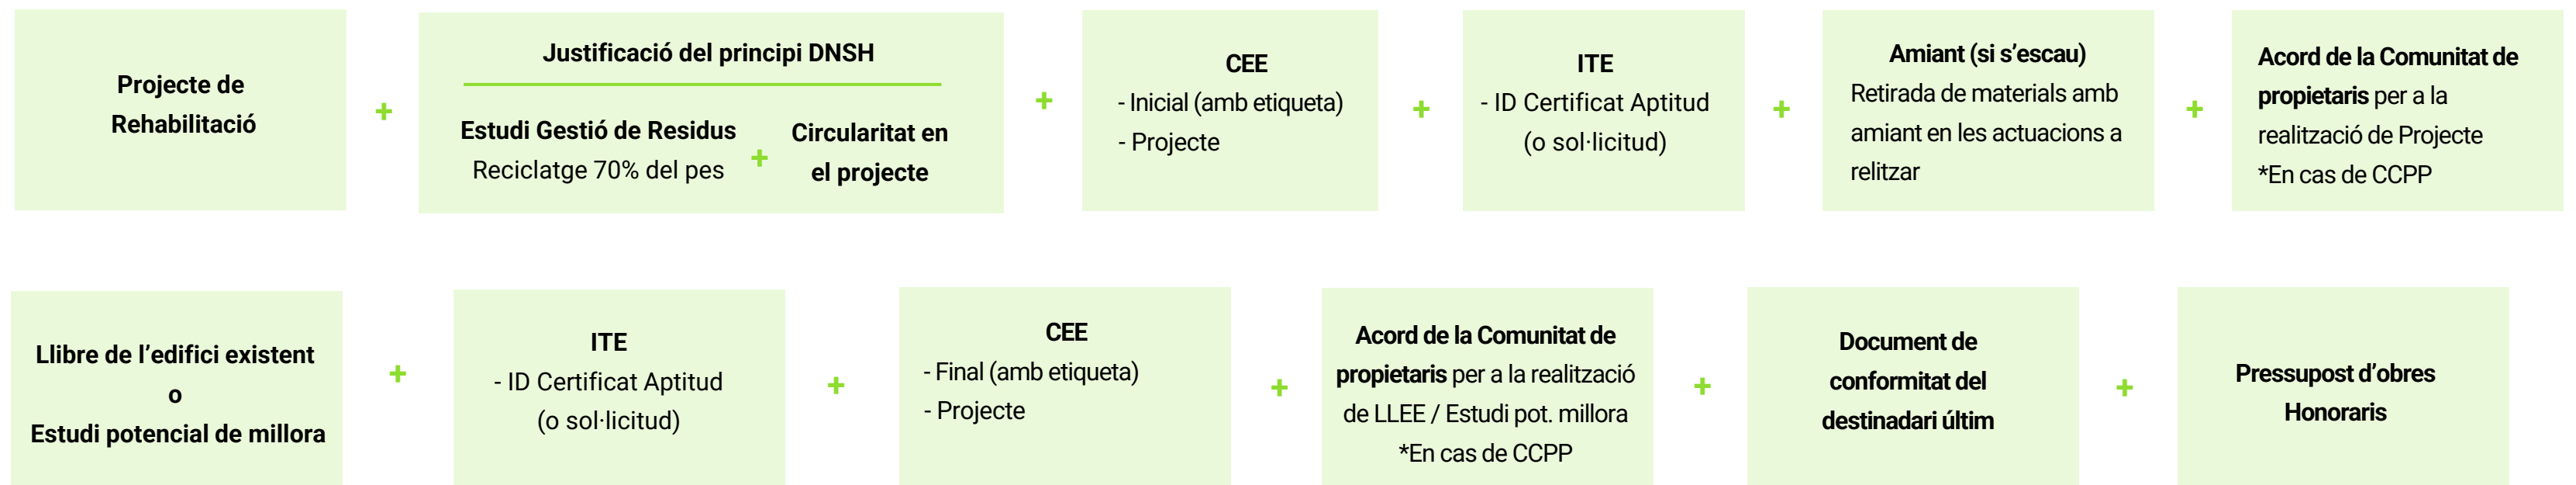 Projecte de
Rehabilitació
+
Justificació del principi DNSH
Estudi Gestió de Residus
Reciclatge 70% del pes
+
Circularitat en
el projecte
+
CEE
- Inicial (amb etiqueta)
- Projecte
+
ITE
- ID Certificat Aptitud
(o sol·licitud)
+
Amiant (si s’escau)
Retirada de materials amb
amiant en les actuacions a
relitzar
+
Acord de la Comunitat de
propietaris per a la
realització de Projecte
*En cas de CCPP
Llibre de l’edifici existent
o
Estudi potencial de millora
+
ITE
- ID Certificat Aptitud
(o sol·licitud)
+
CEE
- Final (amb etiqueta)
- Projecte
+
Acord de la Comunitat de
propietaris per a la realització
de LLEE / Estudi pot. millora
*En cas de CCPP
+
Document de
conformitat del
destinadari últim
+
Pressupost d’obres
Honoraris